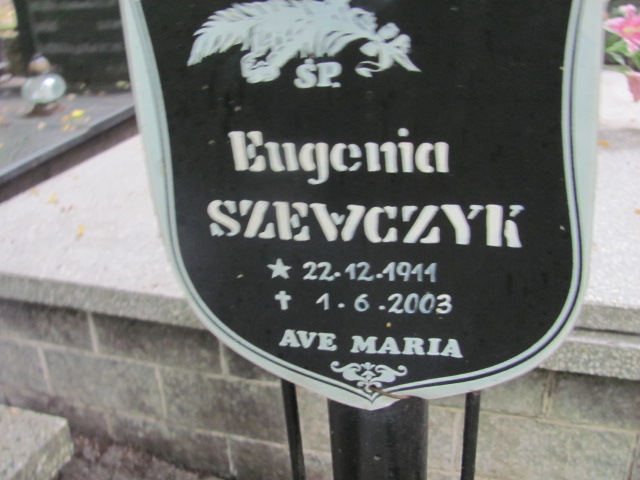 ŚP.
Eugenia
SZEWCZYK
★ 22.12.1911
✝ 1.6.2003
AVE MARIA